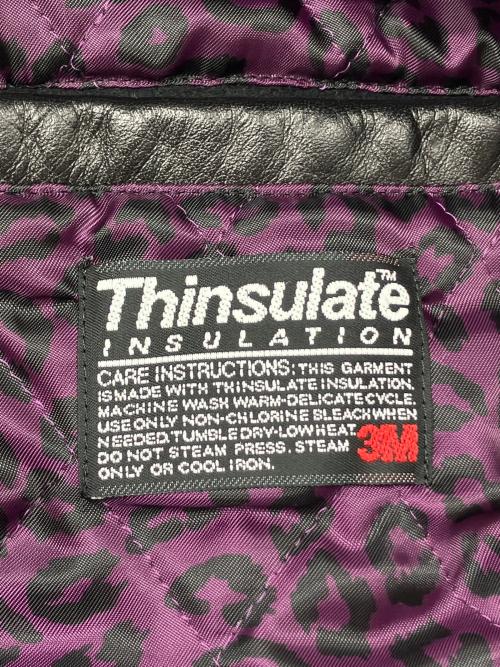 Thinsulate™
INSULATION
CARE INSTRUCTIONS: THIS GARMENT
IS MADE WITH THINSULATE INSULATION.
MACHINE WASH WARM-DELICATE CYCLE.
USE ONLY NON-CHLORINE BLEACH WHEN
NEEDED. TUMBLE DRY-LOW HEAT.
DO NOT STEAM PRESS. STEAM
ONLY OR COOL IRON.
3M